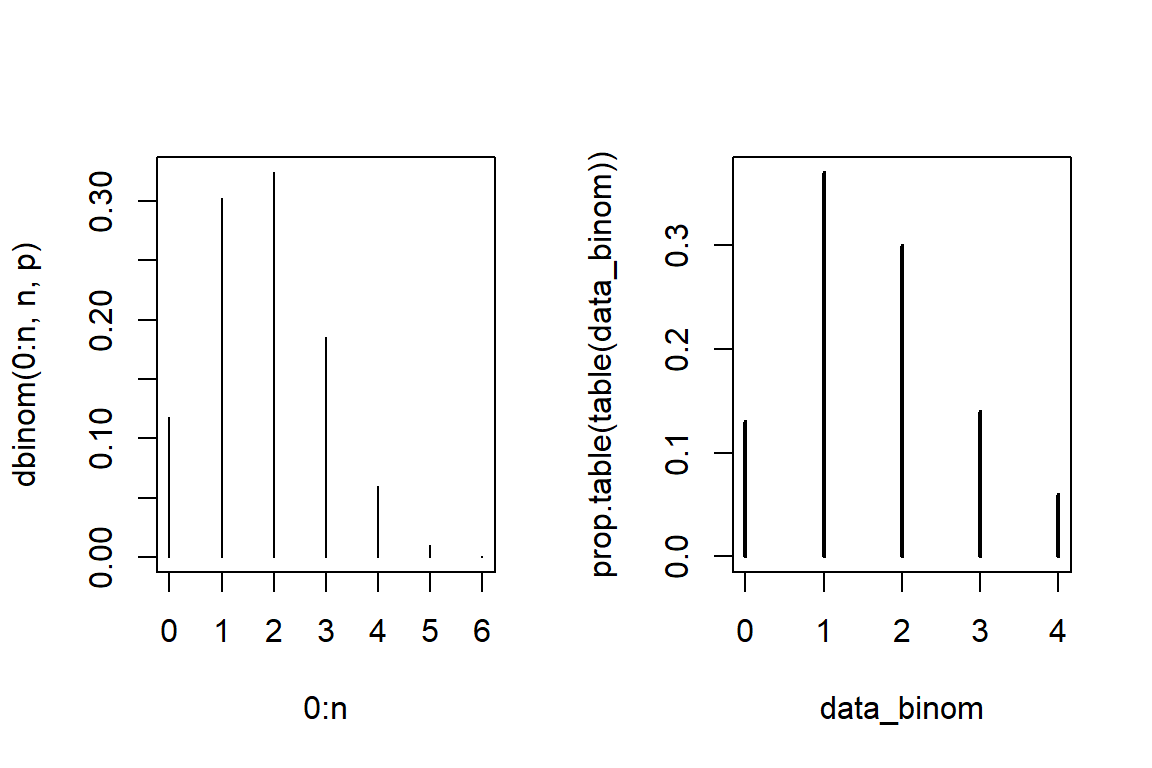 dbinom(0:n, n, p)
0.30
0.20
0.10
0.00
0 1 2 3 4 5 6
0:n
prop.table(table(data_binom))
0.3
0.2
0.1
0.0
0 1 2 3 4
data_binom